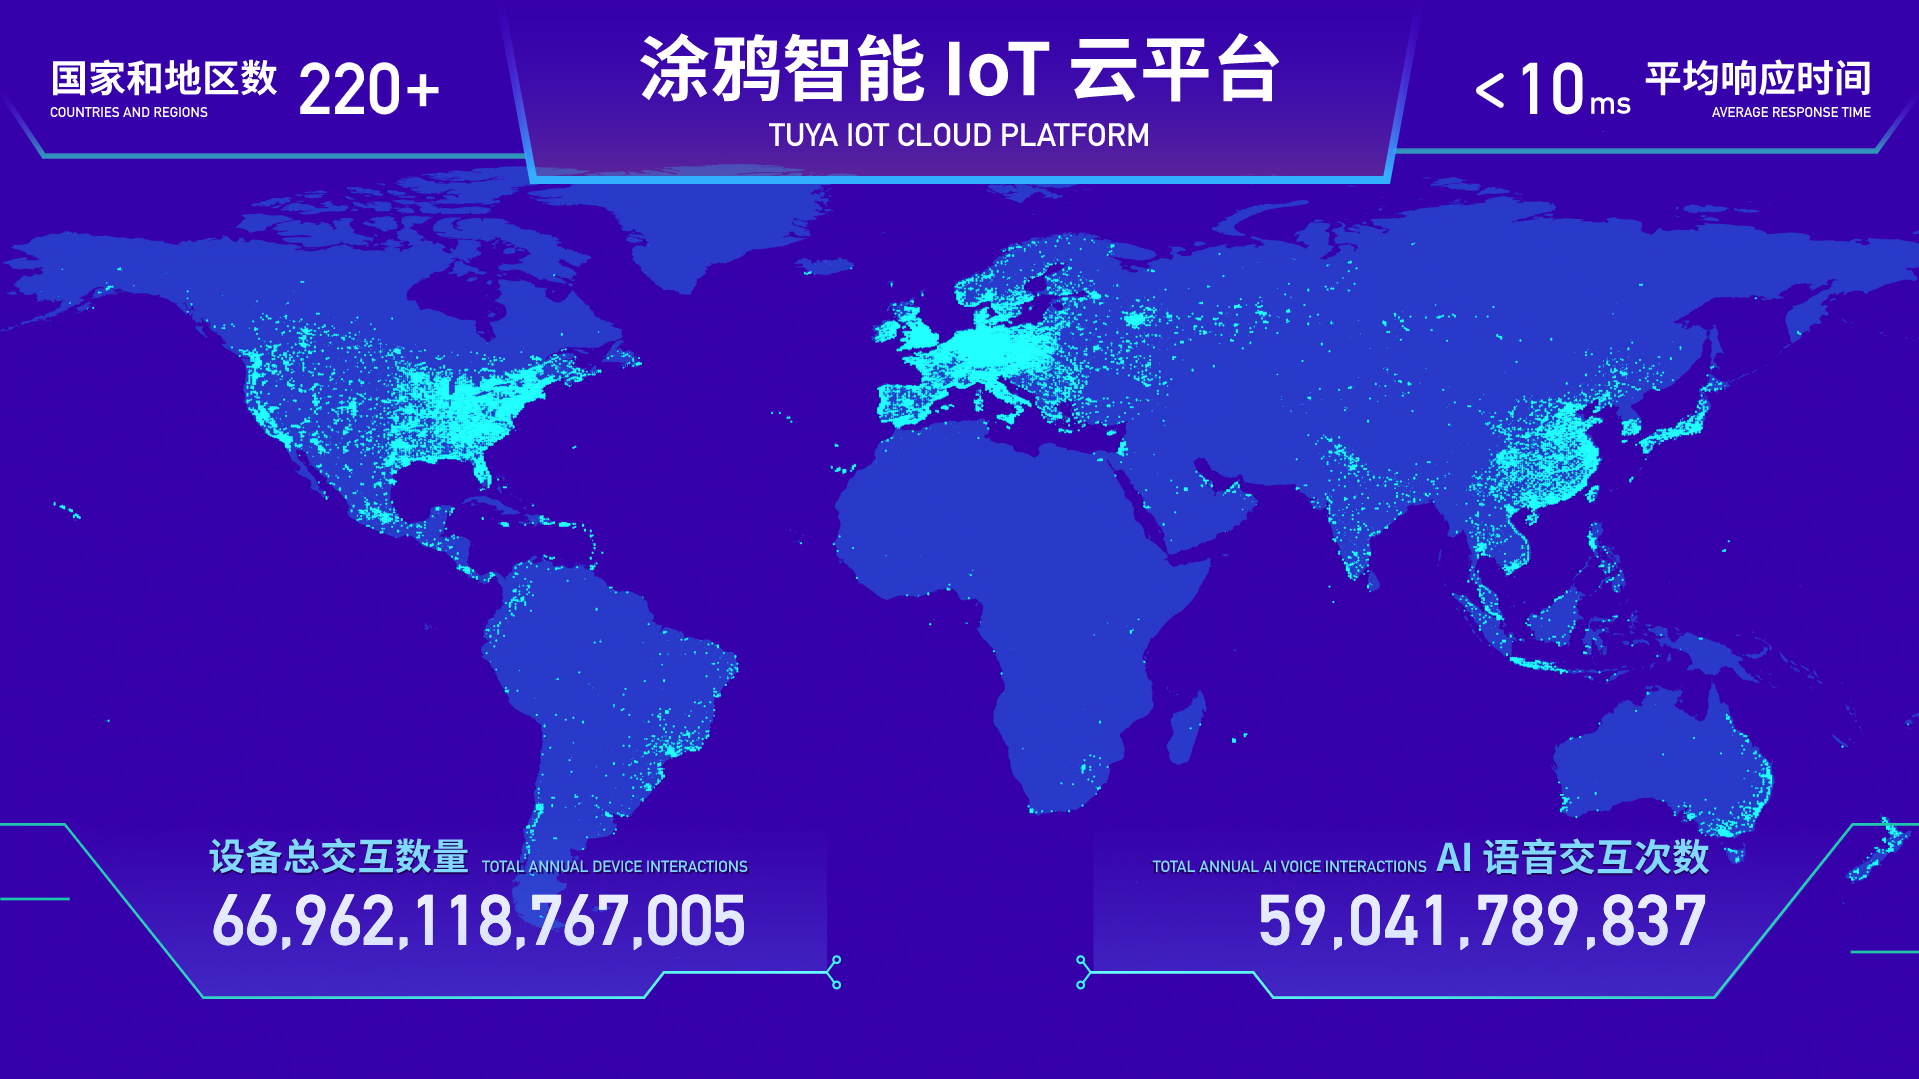 国家和地区数 220+
COUNTRIES AND REGIONS
涂鸦智能 IoT 云平台
TUYA IOT CLOUD PLATFORM
<10ms 平均响应时间
AVERAGE RESPONSE TIME
设备总交互数量 TOTAL ANNUAL DEVICE INTERACTIONS
66,962,118,767,005
TOTAL ANNUAL AI VOICE INTERACTIONS AI 语音交互次数
59,041,789,837